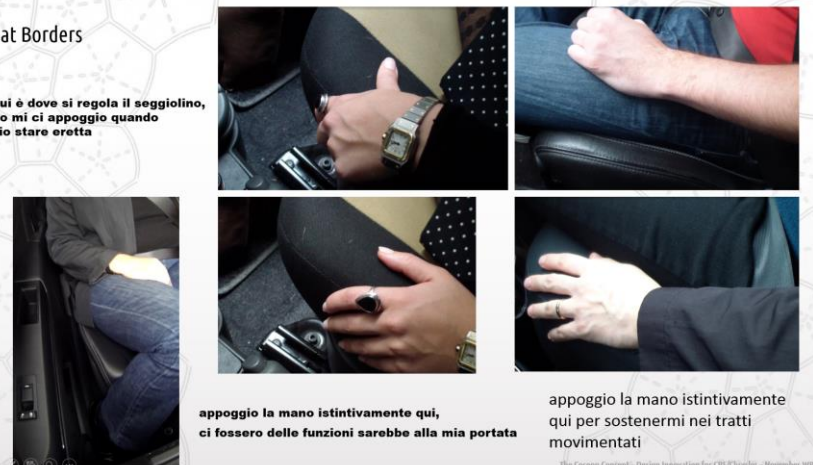 at Borders
ui è dove si regola il seggiolino,
o mi ci appoggio quando
io stare eretta
appoggio la mano istintivamente qui,
ci fossero delle funzioni sarebbe alla mia portata
appoggio la mano istintivamente
qui per sostenermi nei tratti
movimentati